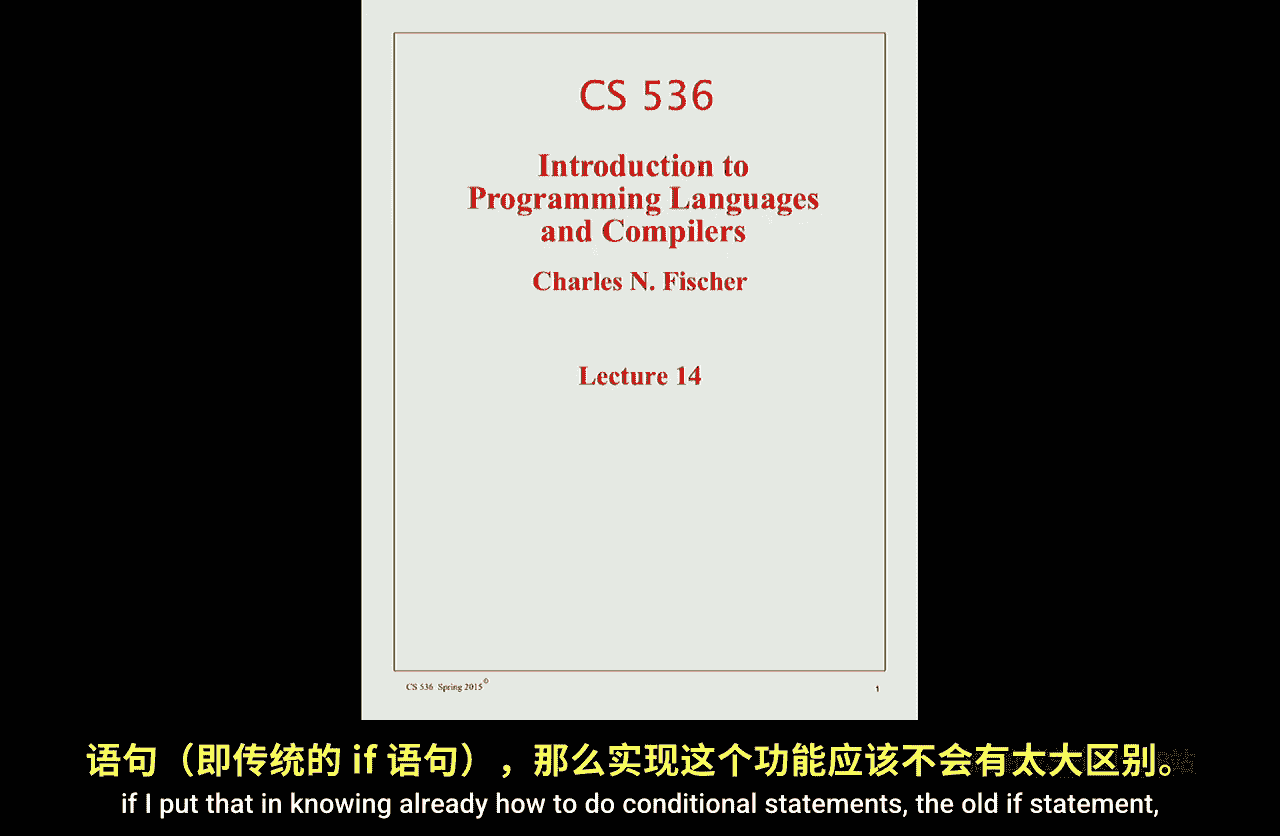 CS 536
Introduction to
Programming Languages
and Compilers
Charles N. Fischer
Lecture 14
CS 536 Spring 2015©
1
语句（即传统的 if 语句），那么实现这个功能应该不会有太大区别。
if I put that in knowing already how to do conditional statements, the old if statement,